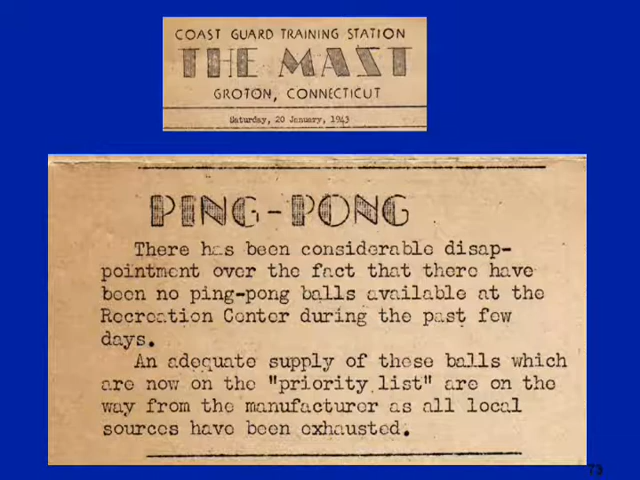 COAST GUARD TRAINING STATION
THE MAST
GROTON, CONNECTICUT
Saturday, 20 January, 1943
PING-PONG
There has been considerable disap-
pointment over the fact that there have
been no ping-pong balls available at the
Recreation Center during the past few
days.
An adequate supply of these balls which
are now on the "priority list" are on the
way from the manufacturer as all local
sources have been exhausted.
73